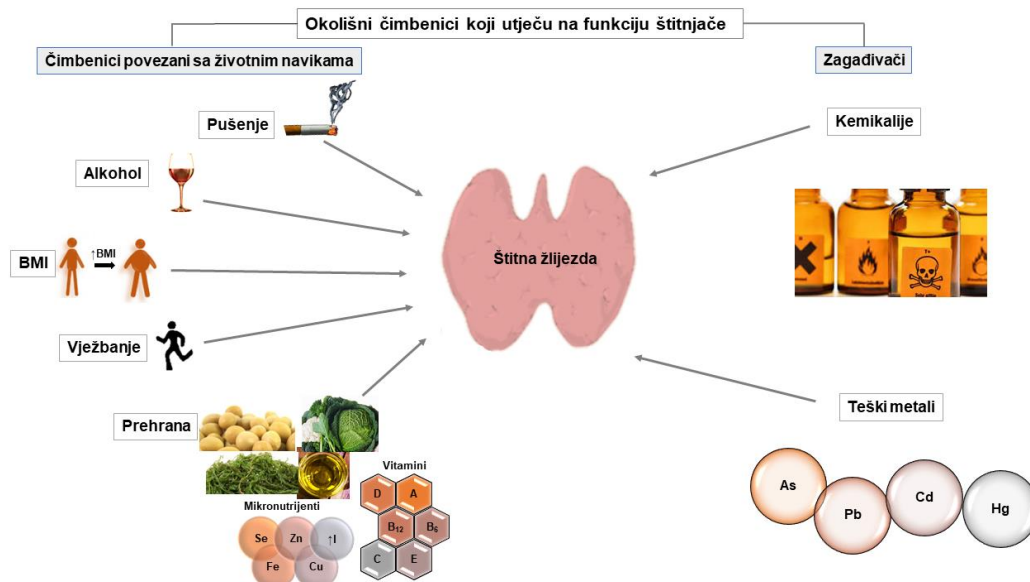 Okolišni čimbenici koji utječu na funkciju štitnjače
Čimbenici povezani sa životnim navikama
Zagađivači
Pušenje
Kemikalije
Alkohol
BMI
↑BMI
Štitna žlijezda
Vježbanje
Prehrana
Teški metali
Vitamini
D
A
B12
B6
C
E
Mikronutrijenti
Se
Zn
↑I
Fe
Cu
As
Pb
Cd
Hg